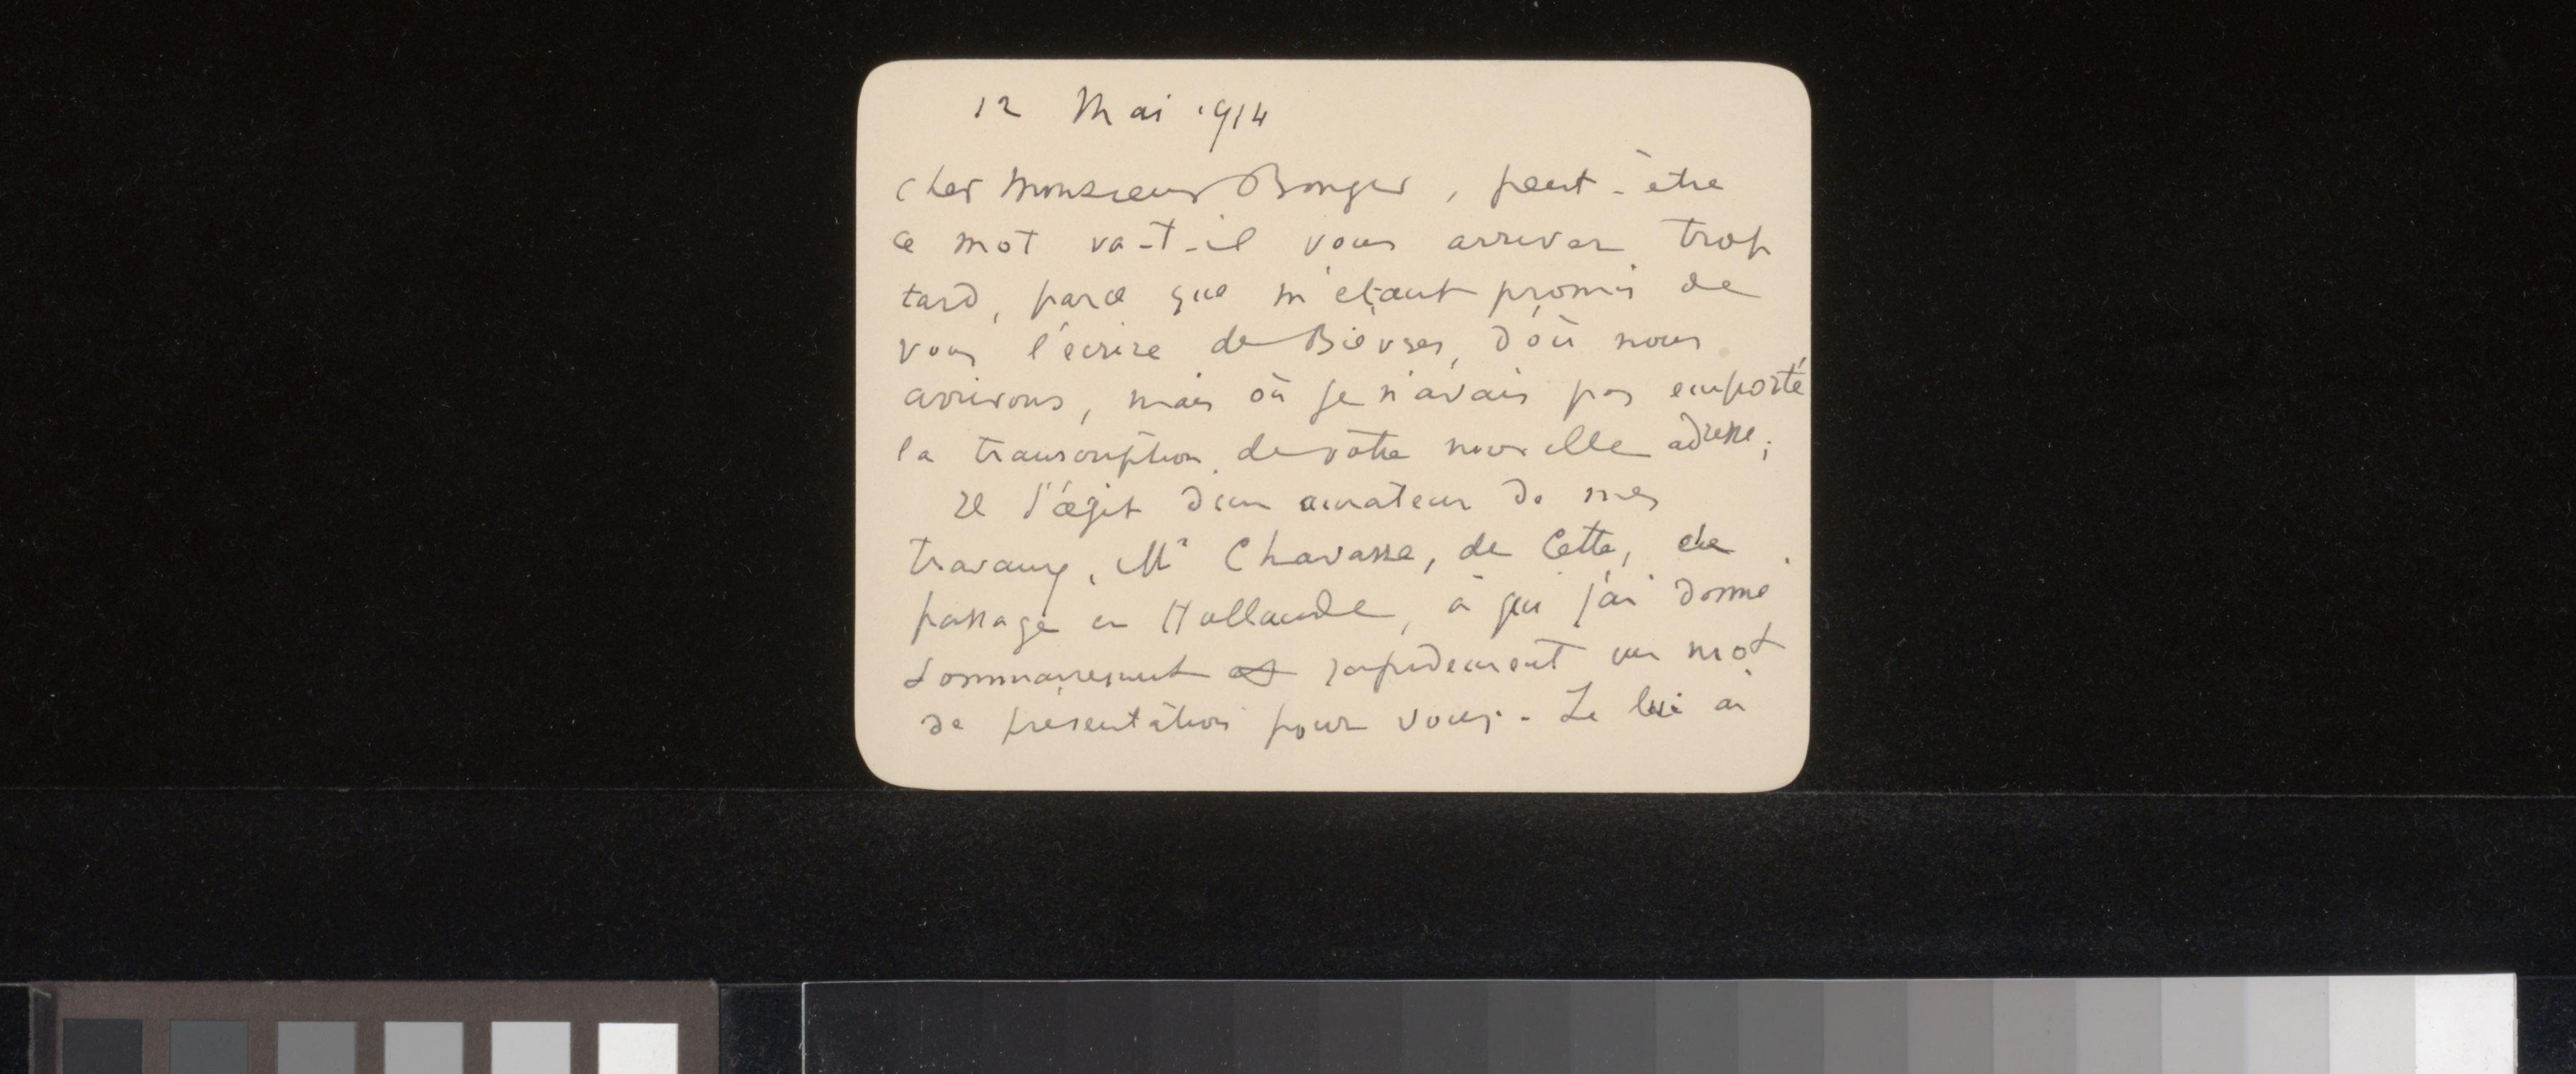 12 Mai 1914
Cher Monsieur Bonger, peut-être
ce mot va-t-il vous arriver trop
tard, parce que m'étant promis de
vous l'écrire de Bièvres, d'où nous
arrivons, mais où je n'avais pas emporté
la transcription de votre nouvelle adresse;
Il s'agit d'un amateur de mes
travaux, Mr Chavasse, de Cette, de
passage en Hollande, à qui j'ai donné
sommairement et rapidement un mot
de présentation pour vous. - Le lui ai